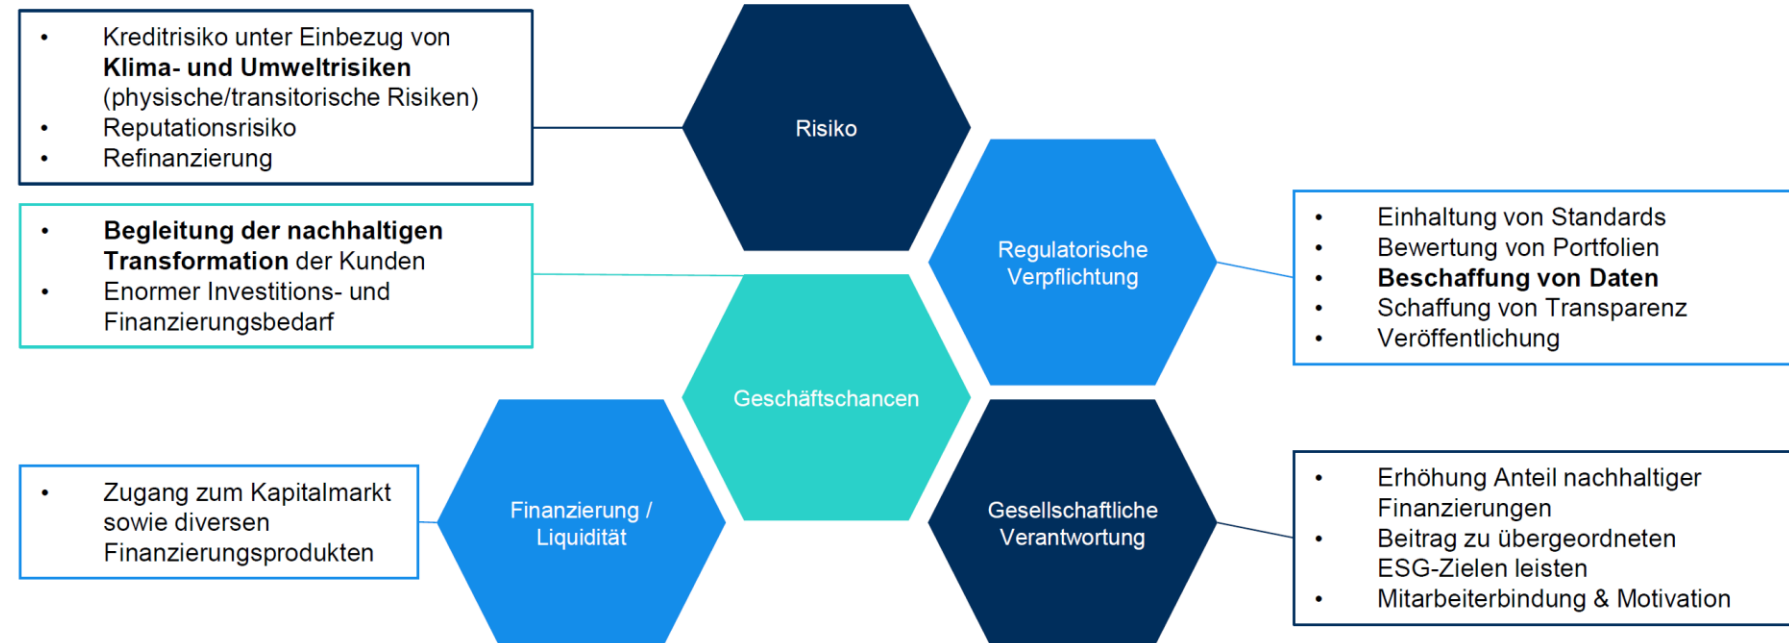 • Kreditrisiko unter Einbezug von
Klima- und Umweltrisiken
(physische/transitorische Risiken)
• Reputationsrisiko
• Refinanzierung
Risiko
• Begleitung der nachhaltigen
Transformation der Kunden
• Enormer Investitions- und
Finanzierungsbedarf
Geschäftschancen
Regulatorische
Verpflichtung
• Einhaltung von Standards
• Bewertung von Portfolien
• Beschaffung von Daten
• Schaffung von Transparenz
• Veröffentlichung
• Zugang zum Kapitalmarkt
sowie diversen
Finanzierungsprodukten
Finanzierung /
Liquidität
Gesellschaftliche
Verantwortung
• Erhöhung Anteil nachhaltiger
Finanzierungen
• Beitrag zu übergeordneten
ESG-Zielen leisten
• Mitarbeiterbindung & Motivation